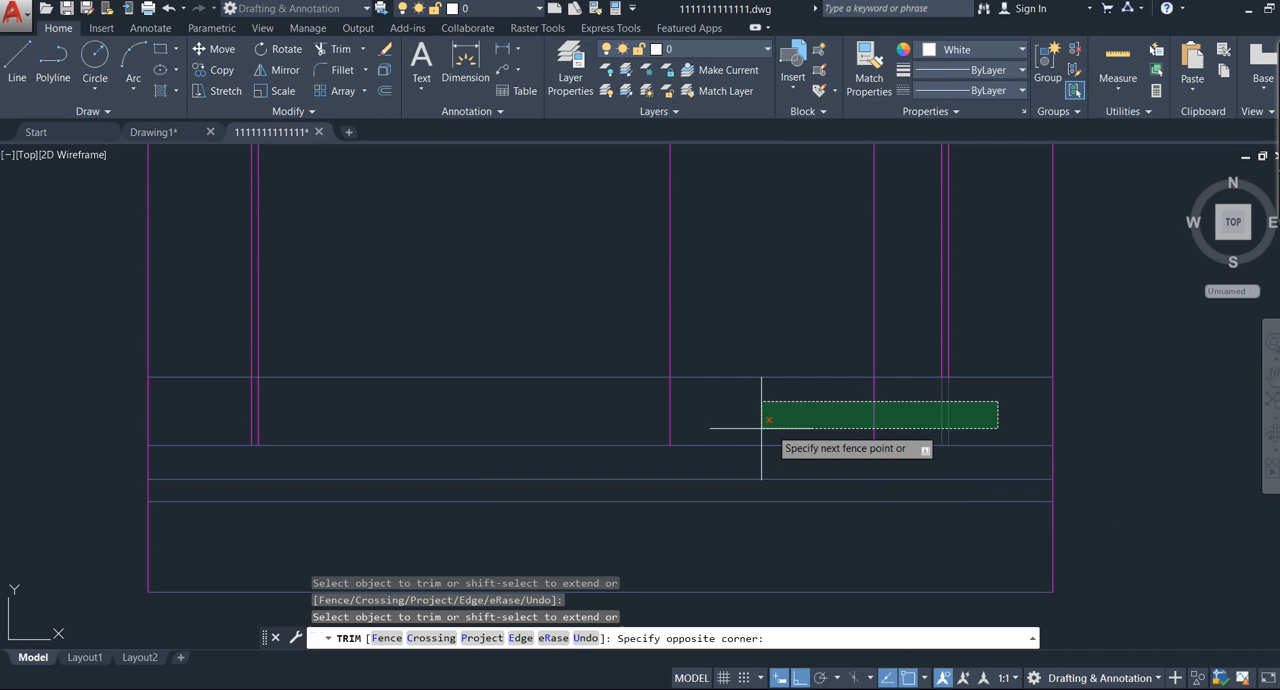 A
Drafting & Annotation
0
1111111111111.dwg
Type a keyword or phrase
Sign In
?
Home
Insert
Annotate
Parametric
View
Manage
Output
Add-ins
Collaborate
Express Tools
Featured Apps
Raster Tools
Line
Polyline
Circle
Arc
Move
Copy
Stretch
Rotate
Mirror
Scale
Trim
Fillet
Array
A
Text
Dimension
Table
Layer
Properties
0
Make Current
Match Layer
Insert
Match
Properties
White
ByLayer
ByLayer
Group
Measure
Paste
Base
Draw
Modify
Annotation
Layers
Block
Properties
Groups
Utilities
Clipboard
View
Start
Drawing1*
1111111111111*
[−][Top][2D Wireframe]
N
W
TOP
E
S
Unnamed
Specify next fence point or
Y
X
Select object to trim or shift-select to extend or
[Fence/Crossing/Project/Edge/eRase/Undo]:
Select object to trim or shift-select to extend or
TRIM [Fence Crossing Project Edge eRase Undo]: Specify opposite corner:
Model
Layout1
Layout2
MODEL
1:1
Drafting & Annotation